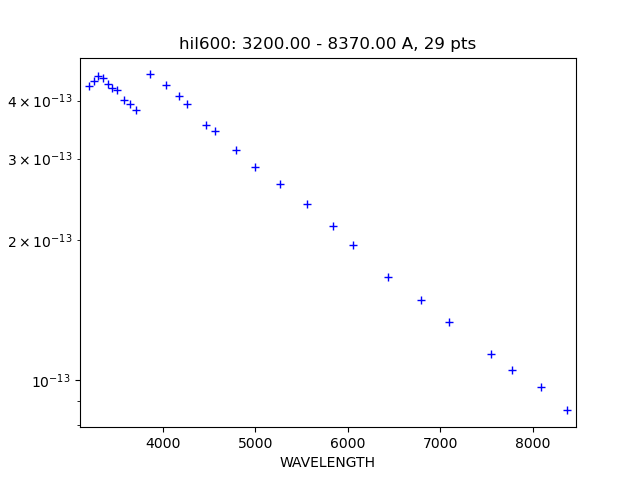 hil600: 3200.00 - 8370.00 A, 29 pts
4 × 10⁻¹³
3 × 10⁻¹³
2 × 10⁻¹³
10⁻¹³
4000 5000 6000 7000 8000
WAVELENGTH